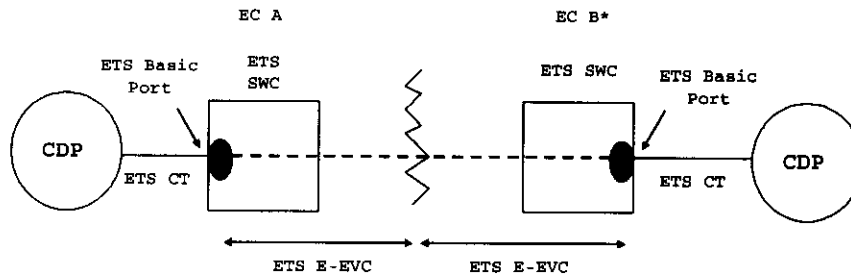 EC A
EC B*
ETS
SWC
ETS SWC
ETS Basic
Port
ETS Basic
Port
CDP
CDP
ETS CT
ETS CT
ETS E-EVC
ETS E-EVC